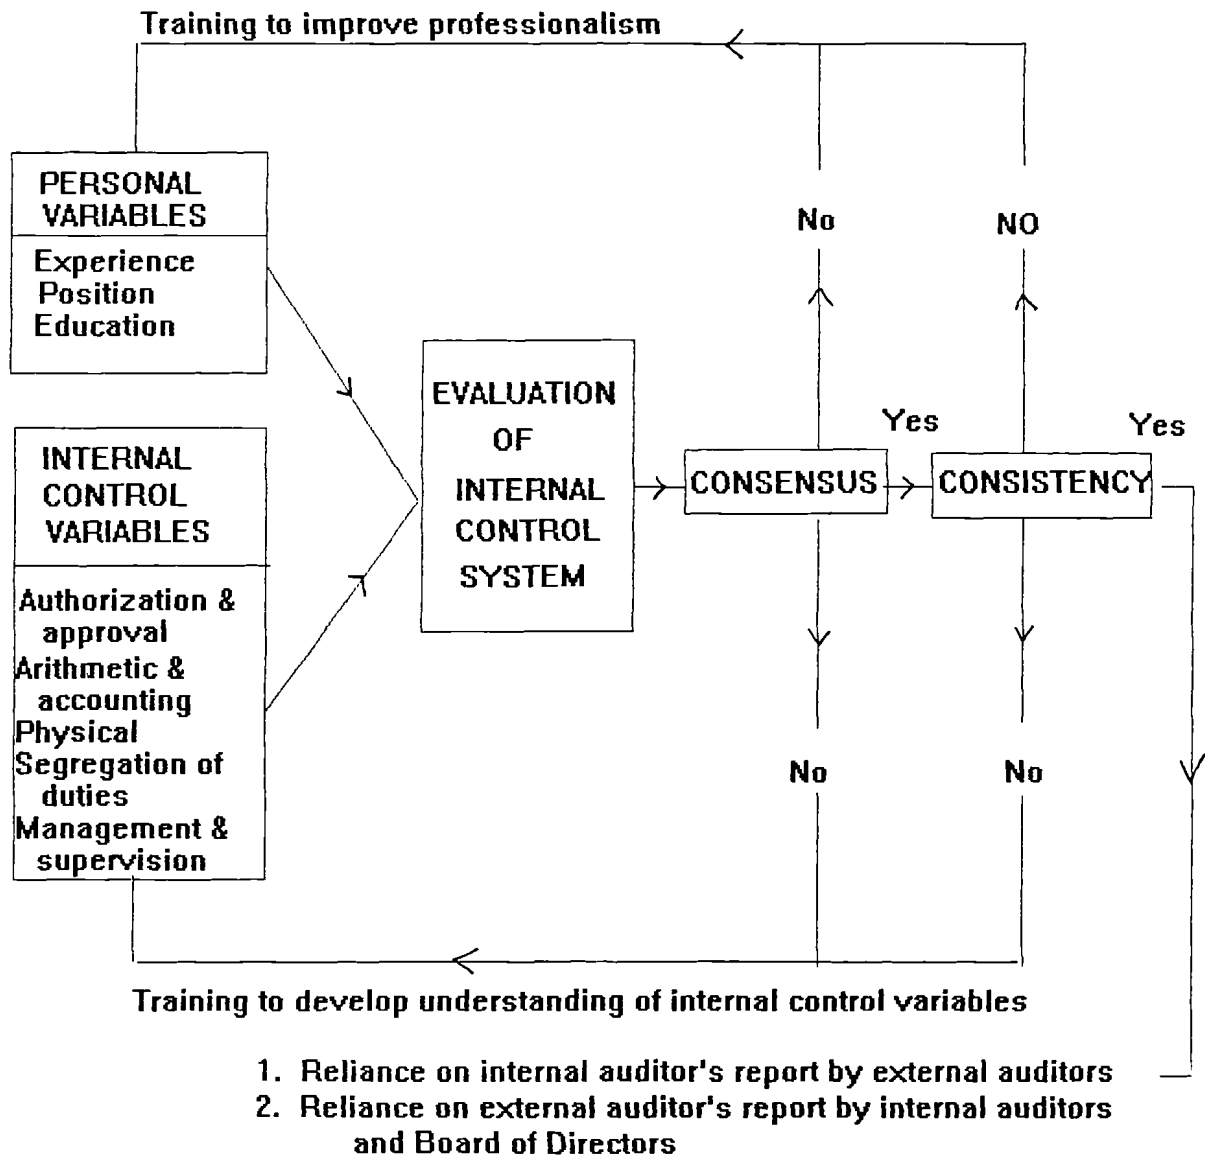 Training to improve professionalism
PERSONAL
VARIABLES
Experience
Position
Education
INTERNAL
CONTROL
VARIABLES
Authorization &
approval
Arithmetic &
accounting
Physical
Segregation of
duties
Management &
supervision
EVALUATION
OF
INTERNAL
CONTROL
SYSTEM
No
NO
Yes
Yes
CONSENSUS
CONSISTENCY
No
No
Training to develop understanding of internal control variables
1. Reliance on internal auditor's report by external auditors
2. Reliance on external auditor's report by internal auditors
and Board of Directors